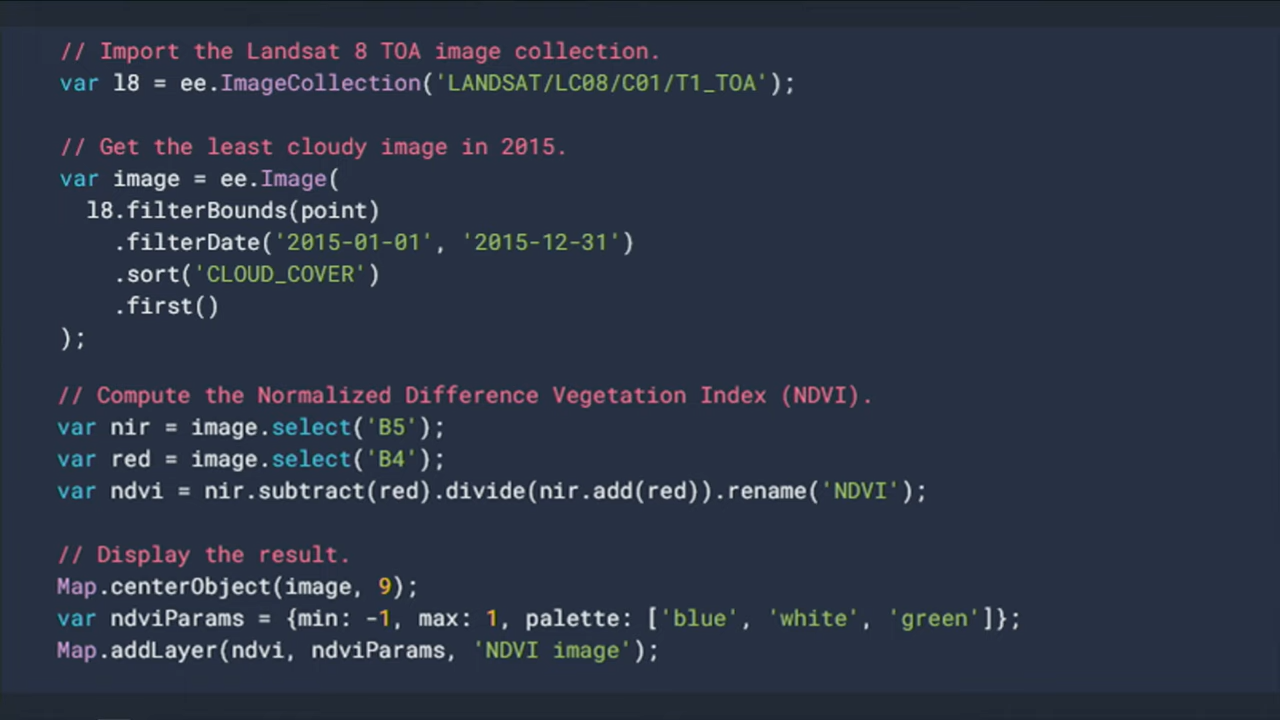 // Import the Landsat 8 TOA image collection.
var l8 = ee.ImageCollection('LANDSAT/LC08/C01/T1_TOA');
// Get the least cloudy image in 2015.
var image = ee.Image(
l8.filterBounds(point)
.filterDate('2015-01-01', '2015-12-31')
.sort('CLOUD_COVER')
.first()
);
// Compute the Normalized Difference Vegetation Index (NDVI).
var nir = image.select('B5');
var red = image.select('B4');
var ndvi = nir.subtract(red).divide(nir.add(red)).rename('NDVI');
// Display the result.
Map.centerObject(image, 9);
var ndviParams = {min: -1, max: 1, palette: ['blue', 'white', 'green']};
Map.addLayer(ndvi, ndviParams, 'NDVI image');